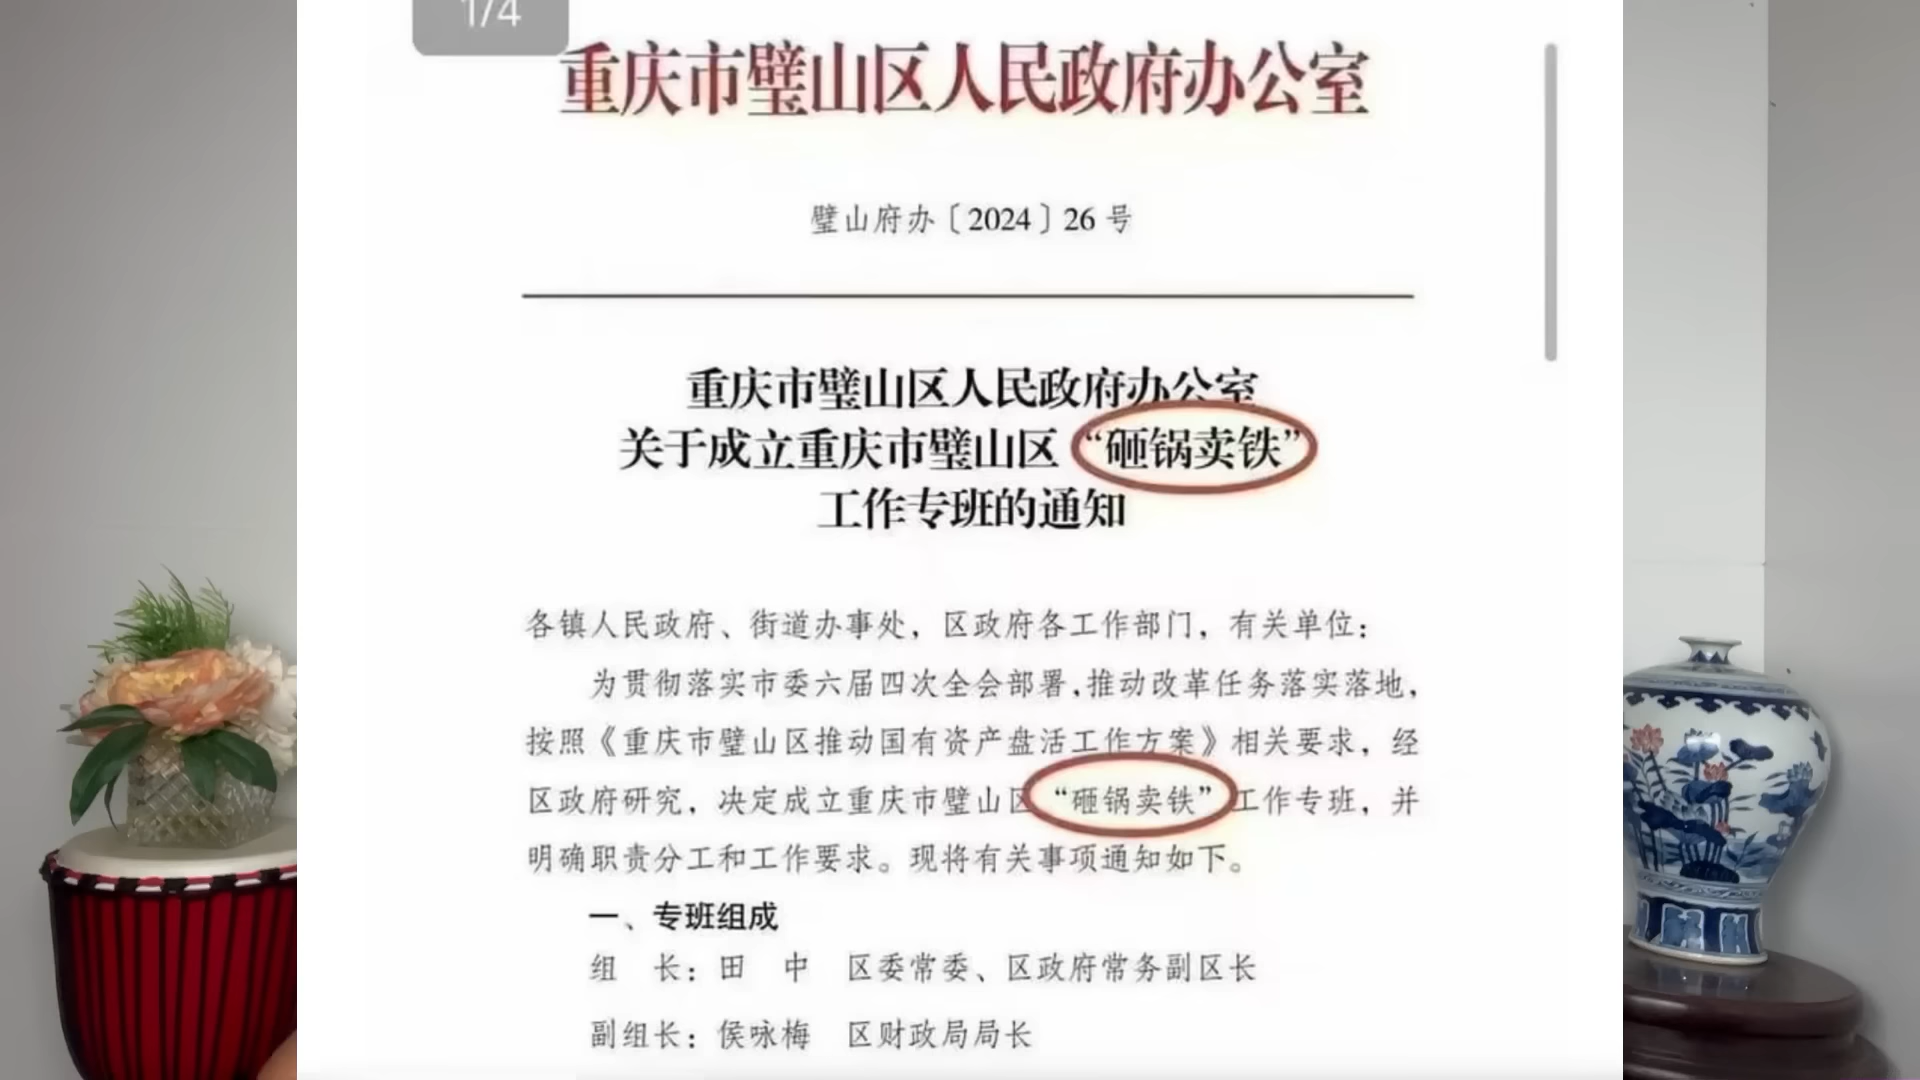 1/4
重庆市璧山区人民政府办公室
璧山府办〔2024〕26号
重庆市璧山区人民政府办公室
关于成立重庆市璧山区“砸锅卖铁”
工作专班的通知
各镇人民政府、街道办事处，区政府各工作部门，有关单位：
为贯彻落实市委六届四次全会部署，推动改革任务落实落地，
按照《重庆市璧山区推动国有资产盘活工作方案》相关要求，经
区政府研究，决定成立重庆市璧山区“砸锅卖铁”工作专班，并
明确职责分工和工作要求。现将有关事项通知如下。
一、专班组成
组 长：田 中 区委常委、区政府常务副区长
副组长：侯咏梅 区财政局局长